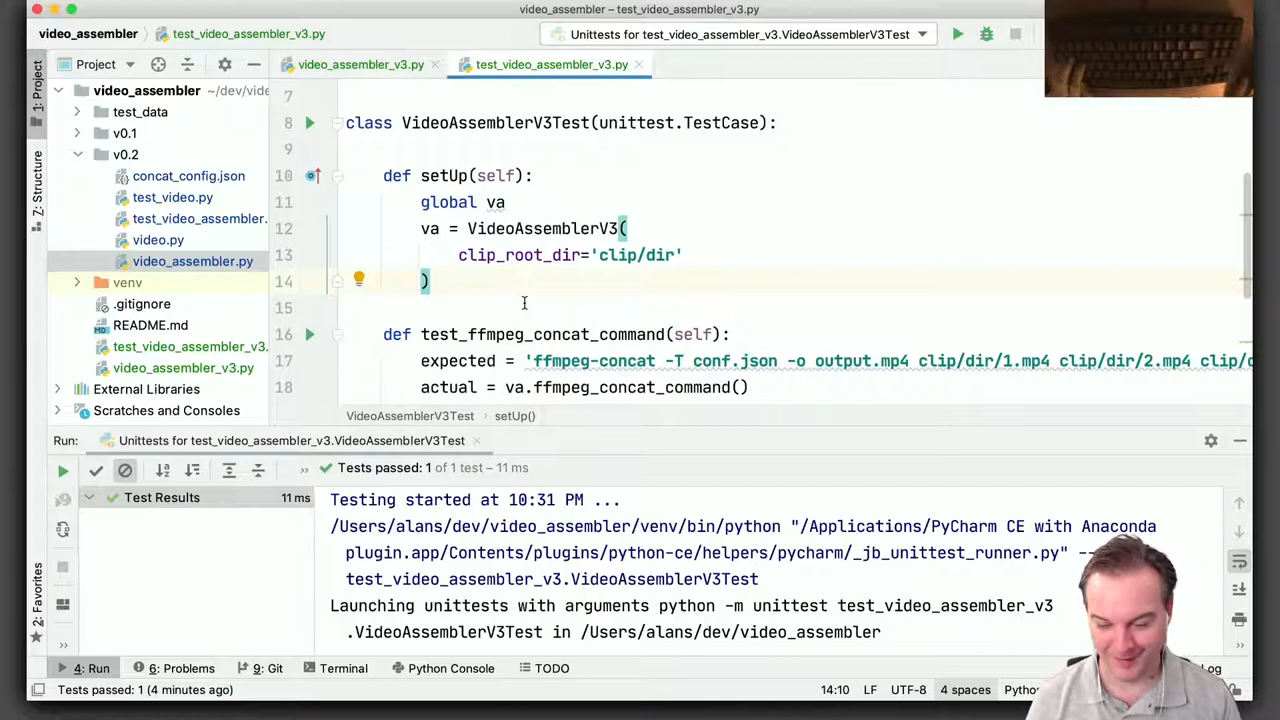 video_assembler – test_video_assembler_v3.py
video_assembler
test_video_assembler_v3.py
Unittests for test_video_assembler_v3.VideoAssemblerV3Test
1: Project
Project
video_assembler_v3.py
test_video_assembler_v3.py
video_assembler ~/dev/vide
test_data
v0.1
v0.2
concat_config.json
test_video.py
test_video_assembler.
video.py
video_assembler.py
venv
.gitignore
README.md
test_video_assembler_v3.
video_assembler_v3.py
External Libraries
Scratches and Consoles
Z: Structure
2: Favorites
7
8 class VideoAssemblerV3Test(unittest.TestCase):
9
10 def setUp(self):
11 global va
12 va = VideoAssemblerV3(
13 clip_root_dir='clip/dir'
14 )
15
16 def test_ffmpeg_concat_command(self):
17 expected = 'ffmpeg-concat -T conf.json -o output.mp4 clip/dir/1.mp4 clip/dir/2.mp4 clip/d
18 actual = va.ffmpeg_concat_command()
VideoAssemblerV3Test › setUp()
Run: Unittests for test_video_assembler_v3.VideoAssemblerV3Test
» Tests passed: 1 of 1 test – 11 ms
Test Results 11 ms
Testing started at 10:31 PM ...
/Users/alans/dev/video_assembler/venv/bin/python "/Applications/PyCharm CE with Anaconda
plugin.app/Contents/plugins/python-ce/helpers/pycharm/_jb_unittest_runner.py" --
test_video_assembler_v3.VideoAssemblerV3Test
Launching unittests with arguments python -m unittest test_video_assembler_v3
.VideoAssemblerV3Test in /Users/alans/dev/video_assembler
4: Run 6: Problems 9: Git Terminal Python Console TODO
Log
Tests passed: 1 (4 minutes ago) 14:10 LF UTF-8 4 spaces Pytho